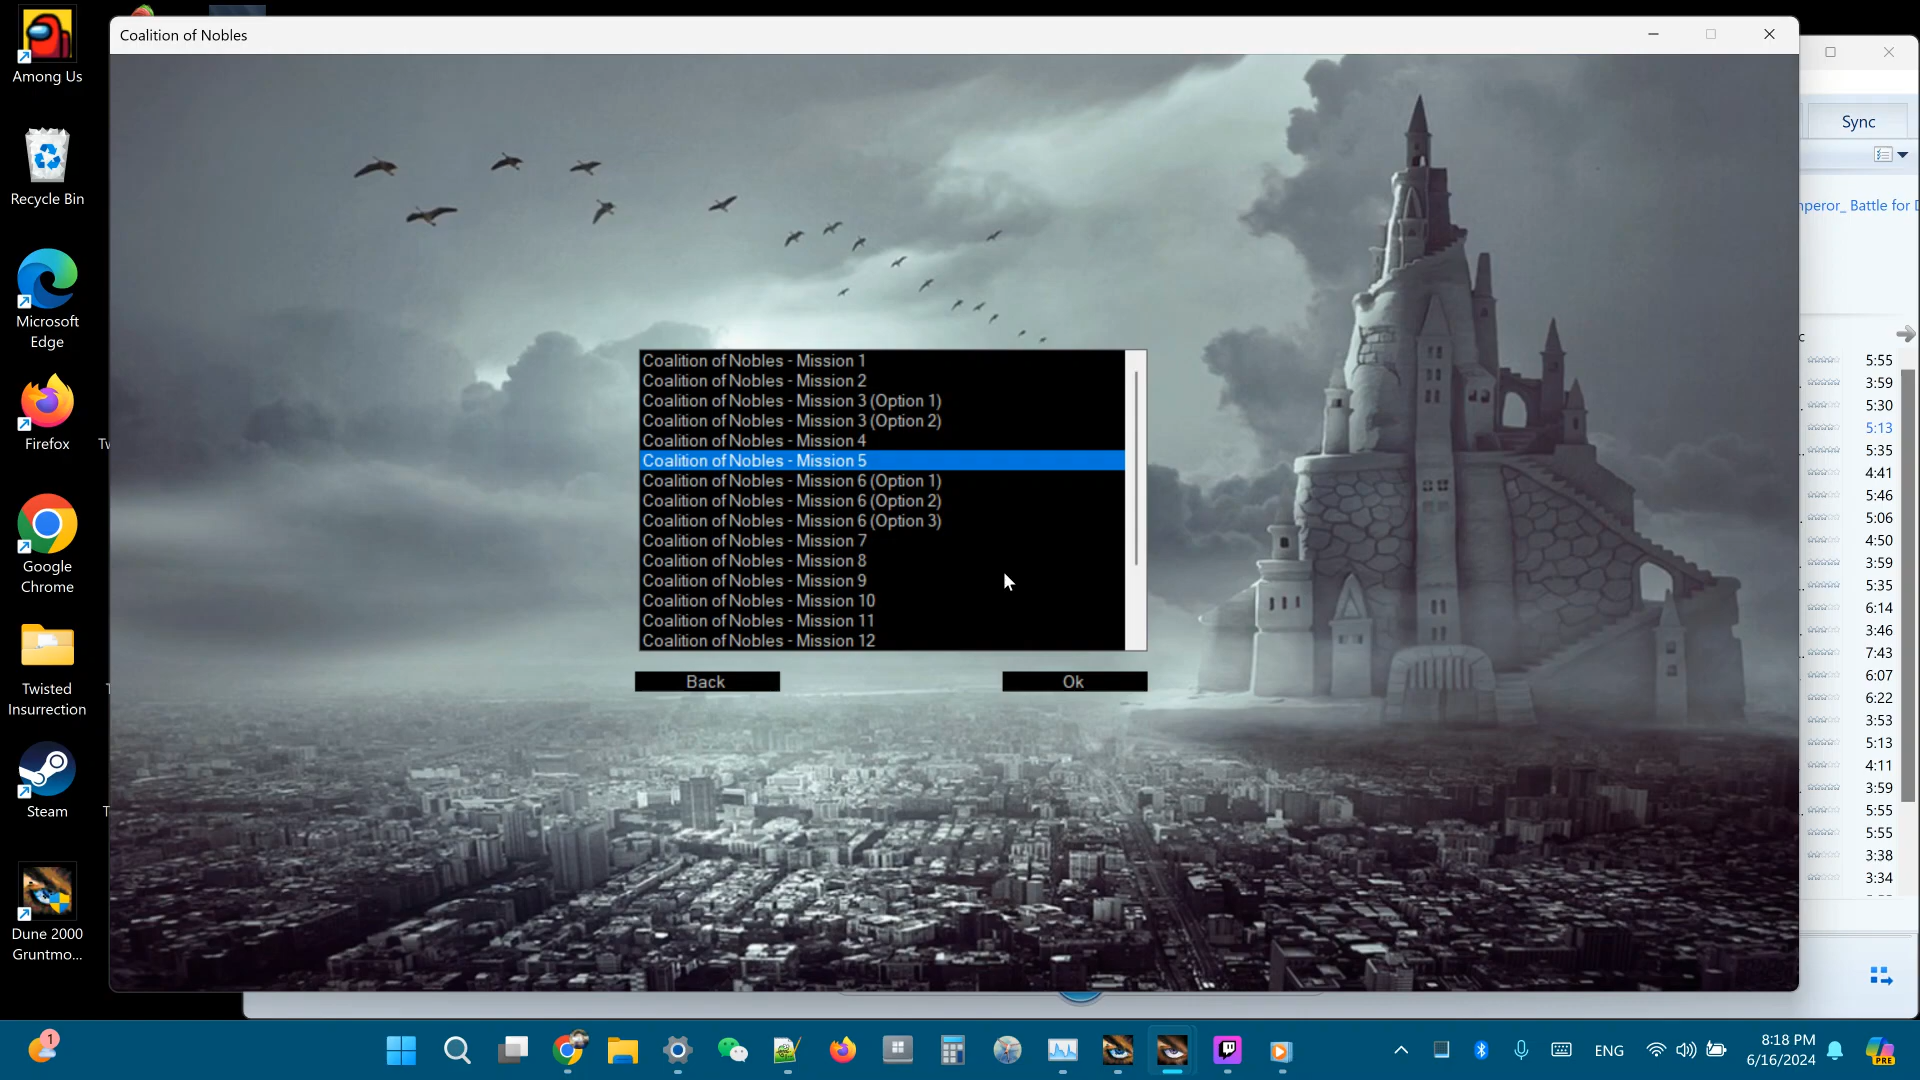 Coalition of Nobles
Among Us
Recycle Bin
Microsoft
Edge
Firefox
Google
Chrome
Twisted
Insurrection
Steam
Dune 2000
Gruntmo...
Coalition of Nobles - Mission 1
Coalition of Nobles - Mission 2
Coalition of Nobles - Mission 3 (Option 1)
Coalition of Nobles - Mission 3 (Option 2)
Coalition of Nobles - Mission 4
Coalition of Nobles - Mission 5
Coalition of Nobles - Mission 6 (Option 1)
Coalition of Nobles - Mission 6 (Option 2)
Coalition of Nobles - Mission 6 (Option 3)
Coalition of Nobles - Mission 7
Coalition of Nobles - Mission 8
Coalition of Nobles - Mission 9
Coalition of Nobles - Mission 10
Coalition of Nobles - Mission 11
Coalition of Nobles - Mission 12
Back
Ok
Sync
nperor_ Battle for D
c
5:55
3:59
5:30
5:13
5:35
4:41
5:46
5:06
4:50
3:59
5:35
6:14
3:46
7:43
6:07
6:22
3:53
5:13
4:11
3:59
5:55
5:55
3:38
3:34
1
ENG
8:18 PM
6/16/2024
PRE